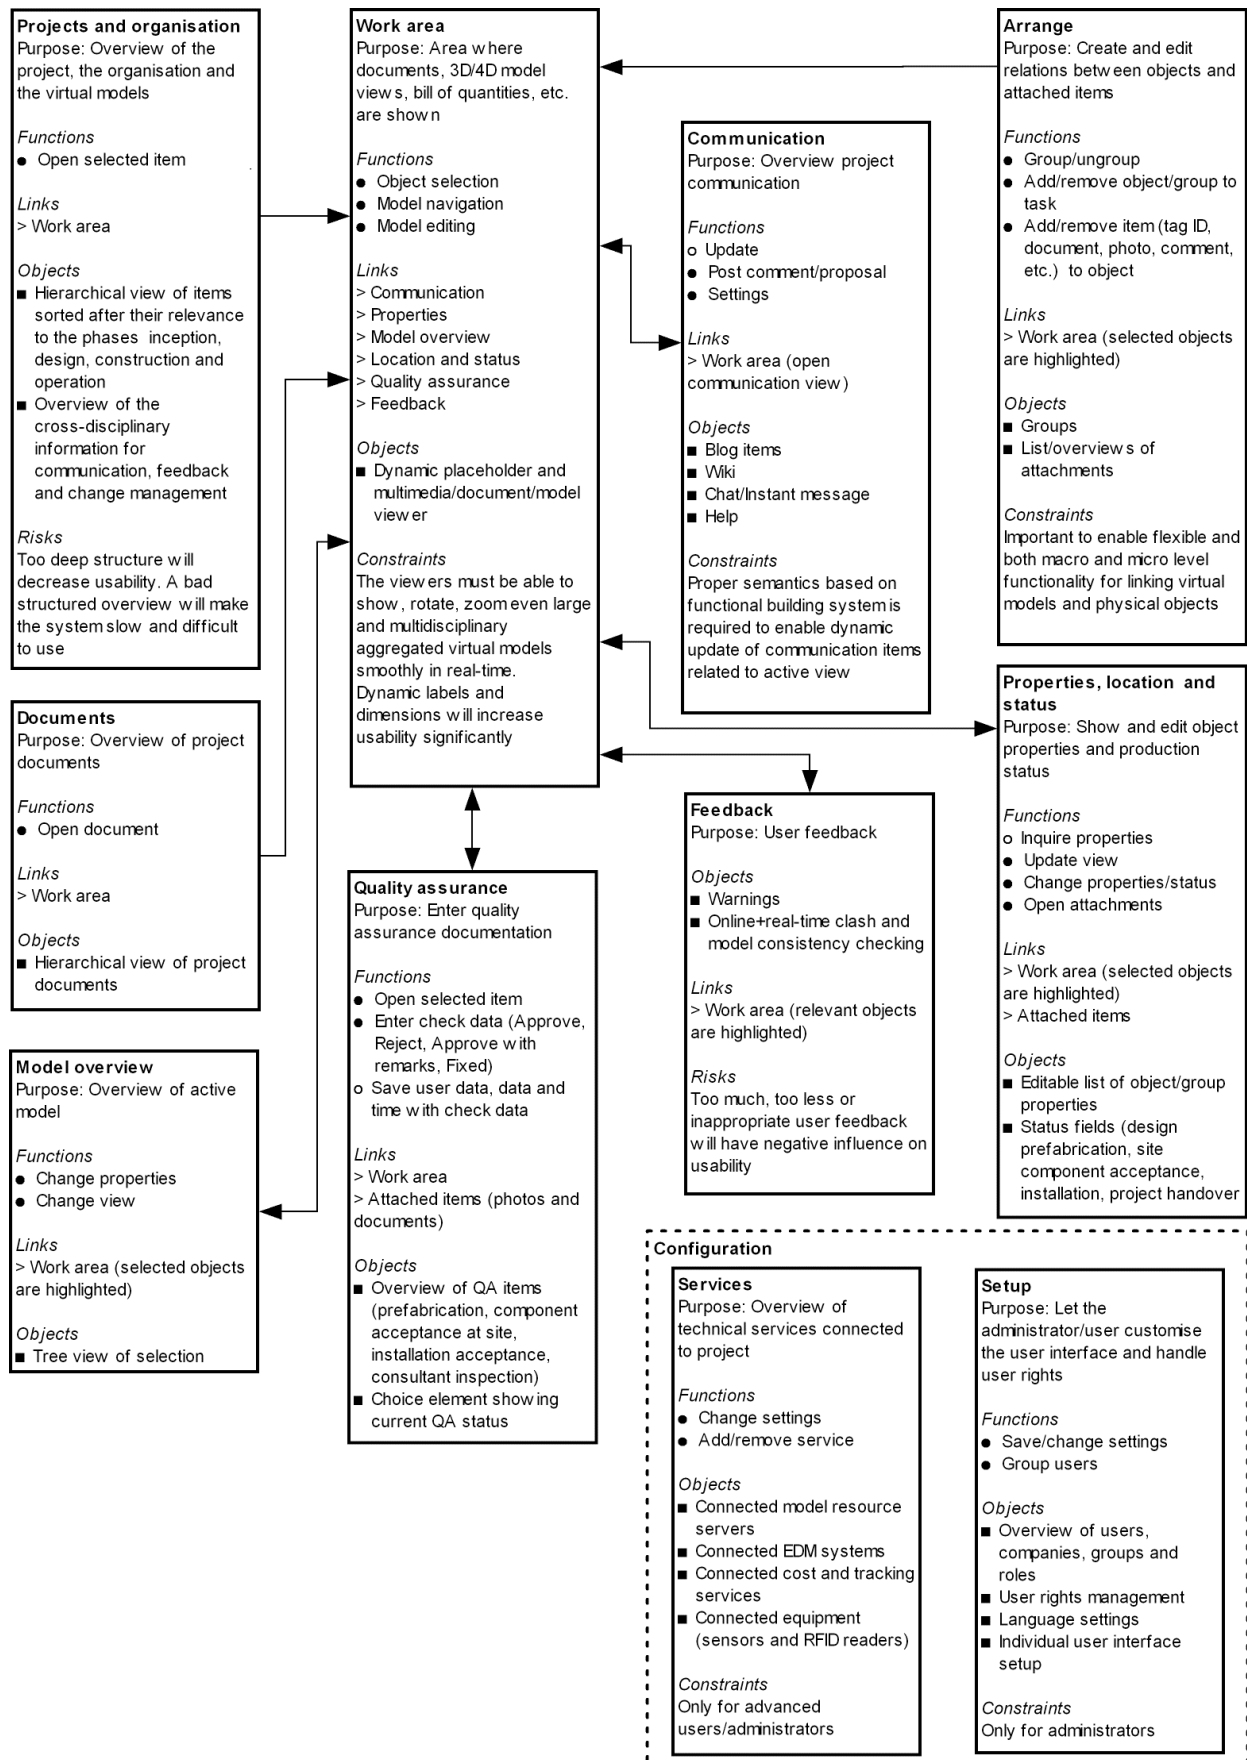 Projects and organisation
Purpose: Overview of the
project, the organisation and
the virtual models
Functions
● Open selected item
Links
> Work area
Objects
■ Hierarchical view of items
sorted after their relevance
to the phases inception,
design, construction and
operation
■ Overview of the
cross-disciplinary
information for
communication, feedback
and change management
Risks
Too deep structure will
decrease usability. A bad
structured overview will make
the system slow and difficult
to use
Documents
Purpose: Overview of project
documents
Functions
● Open document
Links
> Work area
Objects
■ Hierarchical view of project
documents
Model overview
Purpose: Overview of active
model
Functions
● Change properties
● Change view
Links
> Work area (selected objects
are highlighted)
Objects
■ Tree view of selection
Work area
Purpose: Area where
documents, 3D/4D model
views, bill of quantities, etc.
are shown
Functions
● Object selection
● Model navigation
● Model editing
Links
> Communication
> Properties
> Model overview
> Location and status
> Quality assurance
> Feedback
Objects
■ Dynamic placeholder and
multimedia/document/model
viewer
Constraints
The viewers must be able to
show, rotate, zoom even large
and multidisciplinary
aggregated virtual models
smoothly in real-time.
Dynamic labels and
dimensions will increase
usability significantly
Quality assurance
Purpose: Enter quality
assurance documentation
Functions
● Open selected item
● Enter check data (Approve,
Reject, Approve with
remarks, Fixed)
○ Save user data, data and
time with check data
Links
> Work area
> Attached items (photos and
documents)
Objects
■ Overview of QA items
(prefabrication, component
acceptance at site,
installation acceptance,
consultant inspection)
■ Choice element showing
current QA status
Communication
Purpose: Overview project
communication
Functions
○ Update
● Post comment/proposal
● Settings
Links
> Work area (open
communication view)
Objects
■ Blog items
■ Wiki
■ Chat/Instant message
■ Help
Constraints
Proper semantics based on
functional building system is
required to enable dynamic
update of communication items
related to active view
Feedback
Purpose: User feedback
Objects
■ Warnings
■ Online+real-time clash and
model consistency checking
Links
> Work area (relevant objects
are highlighted)
Risks
Too much, too less or
inappropriate user feedback
will have negative influence on
usability
Arrange
Purpose: Create and edit
relations between objects and
attached items
Functions
● Group/ungroup
● Add/remove object/group to
task
● Add/remove item (tag ID,
document, photo, comment,
etc.) to object
Links
> Work area (selected objects
are highlighted)
Objects
■ Groups
■ List/overviews of
attachments
Constraints
Important to enable flexible and
both macro and micro level
functionality for linking virtual
models and physical objects
Properties, location and
status
Purpose: Show and edit object
properties and production
status
Functions
○ Inquire properties
● Update view
● Change properties/status
● Open attachments
Links
> Work area (selected objects
are highlighted)
> Attached items
Objects
■ Editable list of object/group
properties
■ Status fields (design
prefabrication, site
component acceptance,
installation, project handover
Configuration
Services
Purpose: Overview of
technical services connected
to project
Functions
● Change settings
● Add/remove service
Objects
■ Connected model resource
servers
■ Connected EDM systems
■ Connected cost and tracking
services
■ Connected equipment
(sensors and RFID readers)
Constraints
Only for advanced
users/administrators
Setup
Purpose: Let the
administrator/user customise
the user interface and handle
user rights
Functions
● Save/change settings
● Group users
Objects
■ Overview of users,
companies, groups and
roles
■ User rights management
■ Language settings
■ Individual user interface
setup
Constraints
Only for administrators